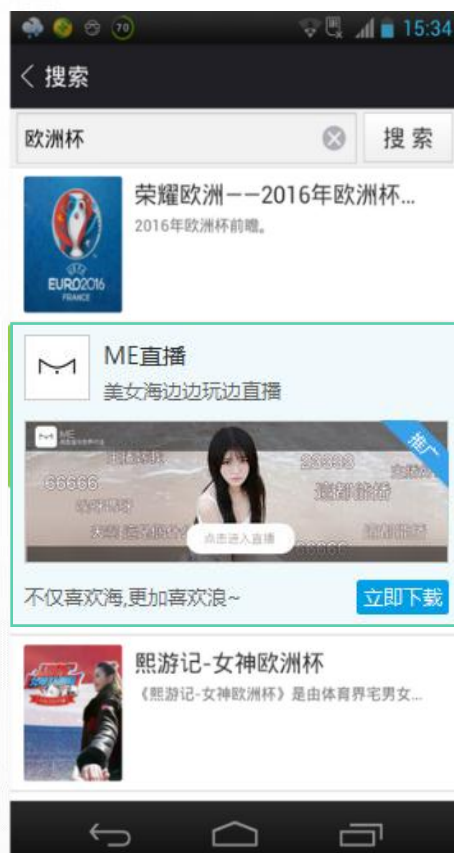 70
15:34
搜索
欧洲杯
搜 索
荣耀欧洲——2016年欧洲杯...
2016年欧洲杯前瞻。
EURO2016
FRANCE
ME直播
美女海边边玩边直播
ME
推广
66666
23333
点击进入直播
66666
不仅喜欢海,更加喜欢浪~
立即下载
熙游记-女神欧洲杯
《熙游记-女神欧洲杯》是由体育界宅男女...